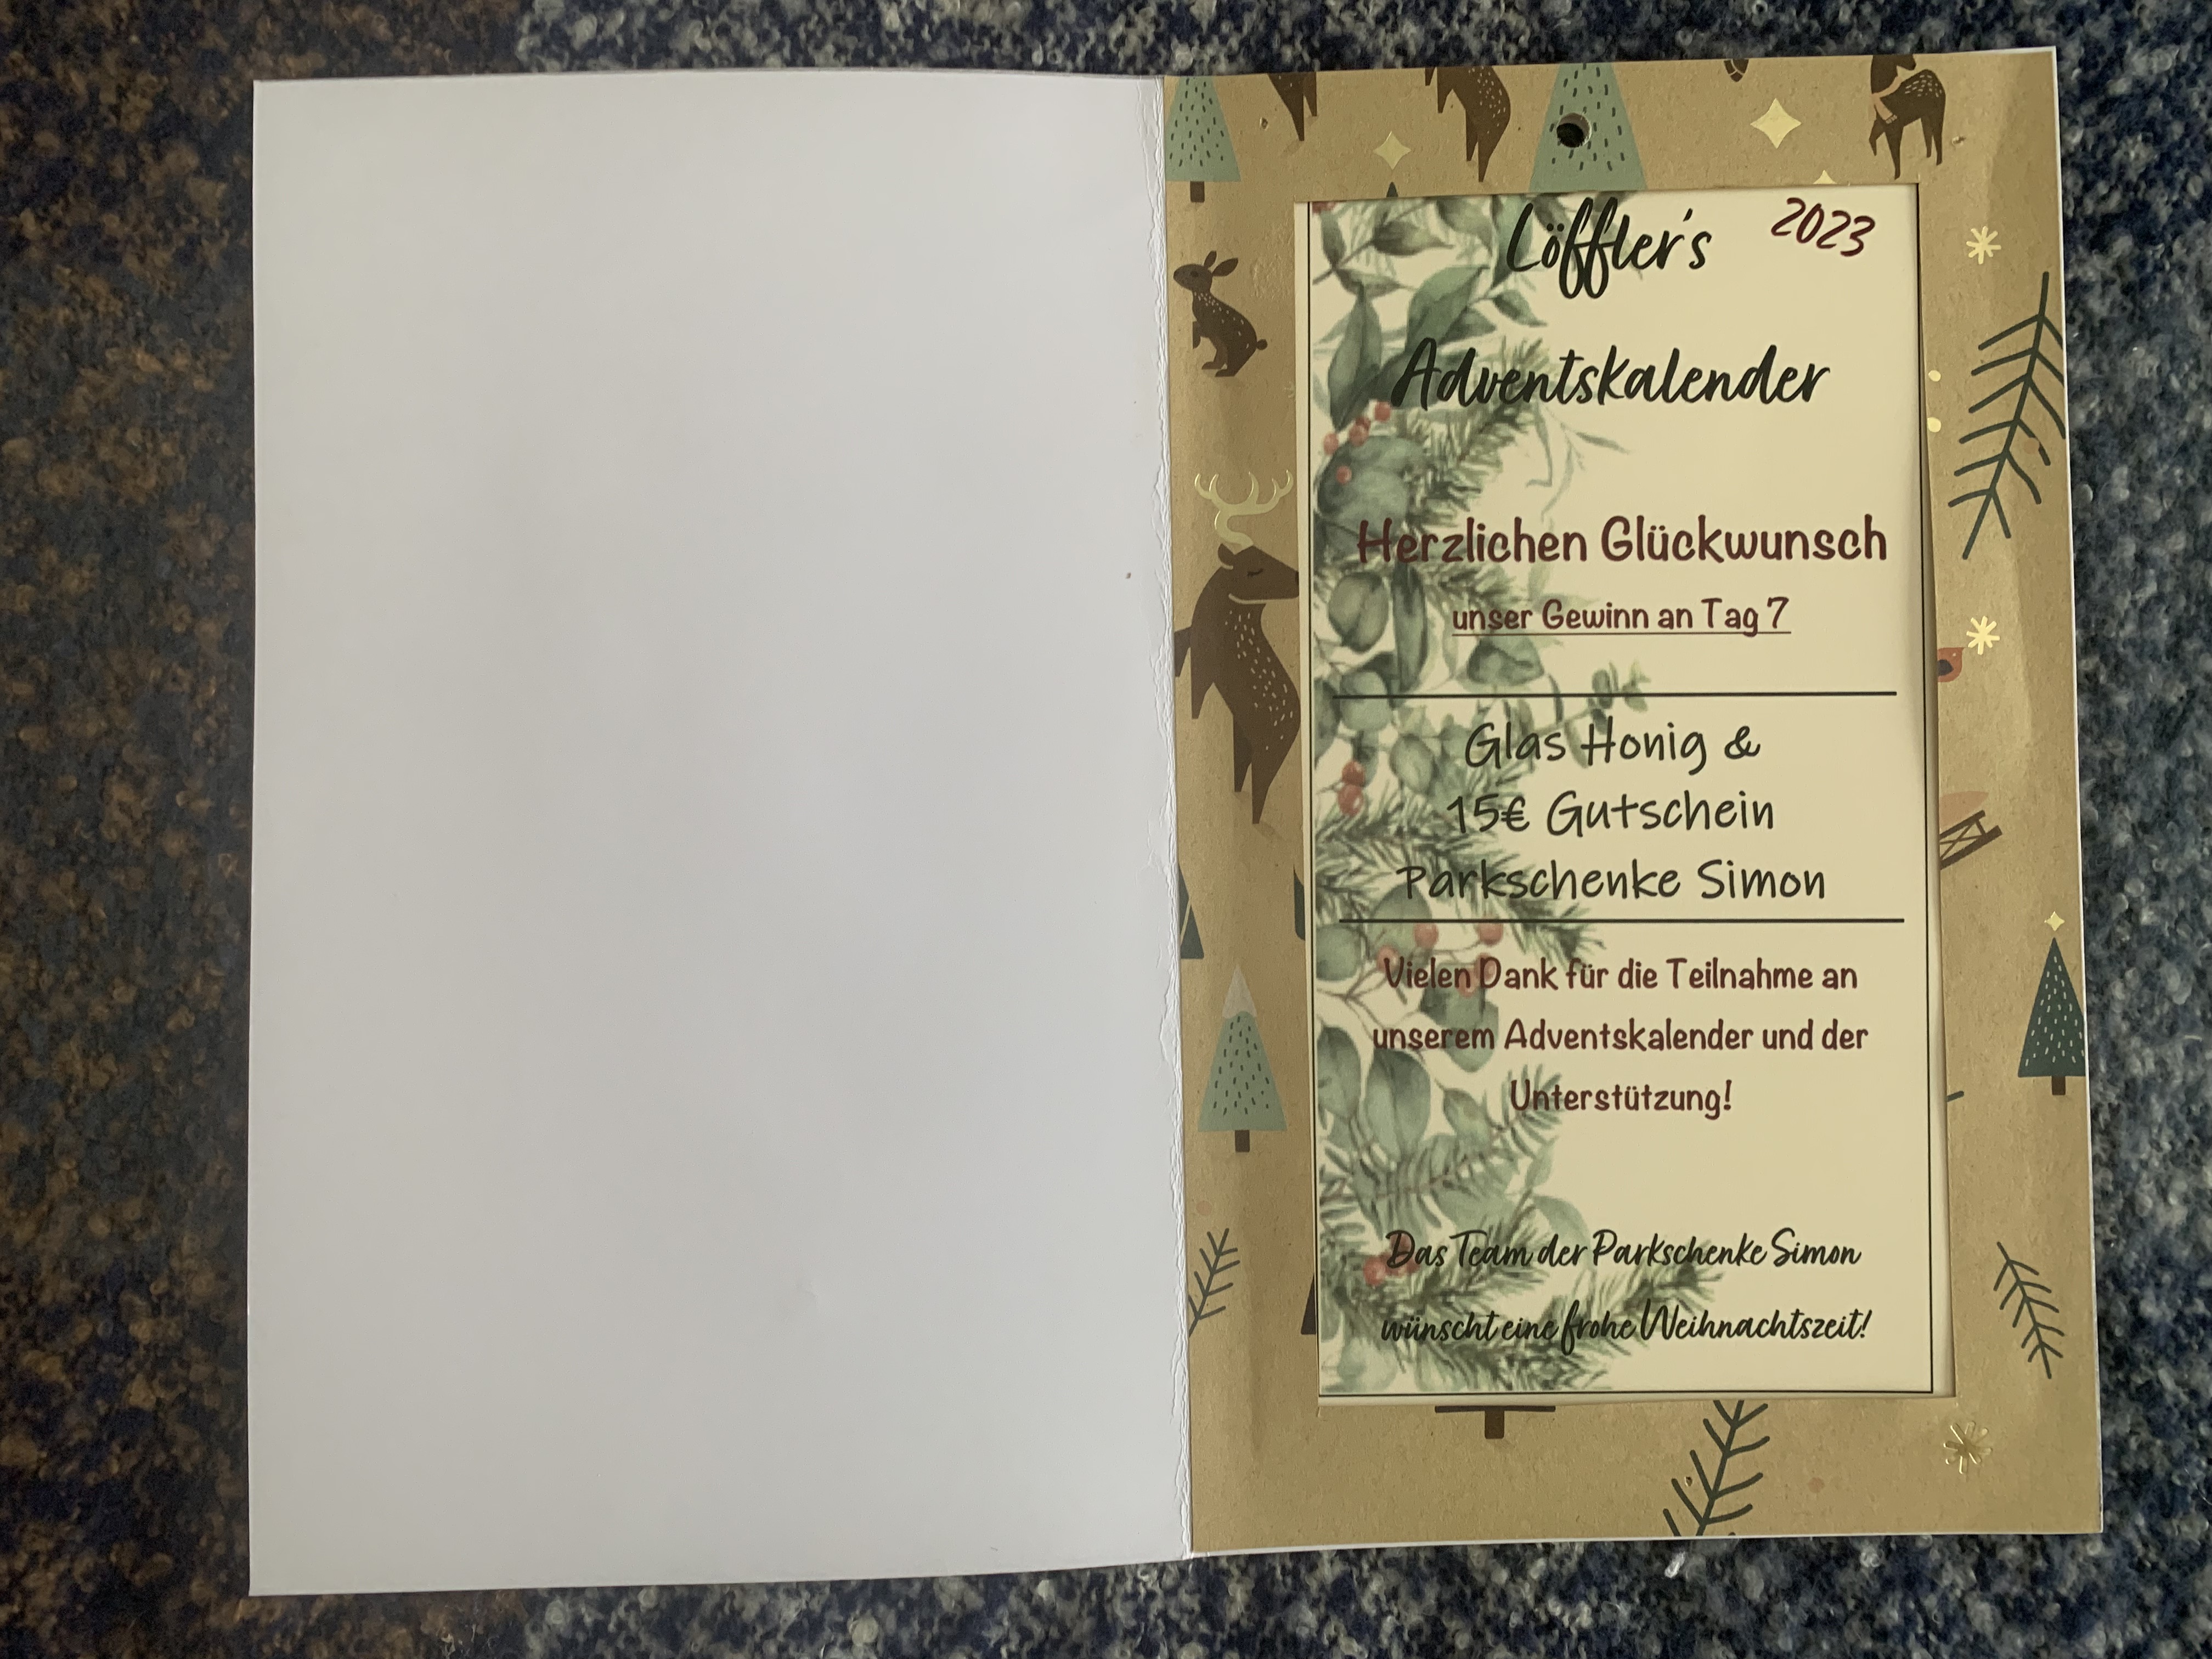 Löffler's 2023
Adventskalender
Herzlichen Glückwunsch
unser Gewinn an Tag 7
Glas Honig &
15€ Gutschein
Parkschenke Simon
Vielen Dank für die Teilnahme an
unserem Adventskalender und der
Unterstützung!
Das Team der Parkschenke Simon
wünscht eine frohe Weihnachtszeit!